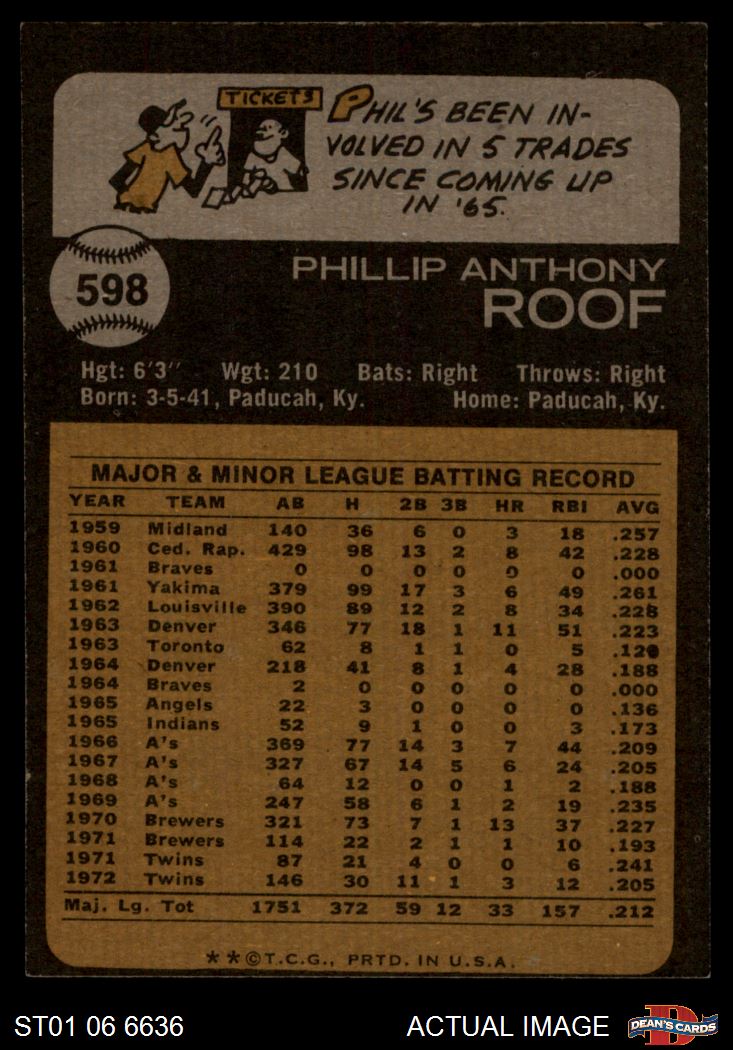 TICKETS
PHIL'S BEEN IN-
VOLVED IN 5 TRADES
SINCE COMING UP
IN '65.
598
PHILLIP ANTHONY
ROOF
Hgt: 6'3" Wgt: 210 Bats: Right Throws: Right
Born: 3-5-41, Paducah, Ky. Home: Paducah, Ky.
MAJOR & MINOR LEAGUE BATTING RECORD
YEAR TEAM AB H 2B 3B HR RBI AVG
1959 Midland 140 36 6 0 3 18 .257
1960 Ced. Rap. 429 98 13 2 8 42 .228
1961 Braves 0 0 0 0 0 0 .000
1961 Yakima 379 99 17 3 6 49 .261
1962 Louisville 390 89 12 2 8 34 .228
1963 Denver 346 77 18 1 11 51 .223
1963 Toronto 62 8 1 1 0 5 .129
1964 Denver 218 41 8 1 4 28 .188
1964 Braves 2 0 0 0 0 0 .000
1965 Angels 22 3 0 0 0 0 .136
1965 Indians 52 9 1 0 0 3 .173
1966 A's 369 77 14 3 7 44 .209
1967 A's 327 67 14 5 6 24 .205
1968 A's 64 12 0 0 1 2 .188
1969 A's 247 58 6 1 2 19 .235
1970 Brewers 321 73 7 1 13 37 .227
1971 Brewers 114 22 2 1 1 10 .193
1971 Twins 87 21 4 0 0 6 .241
1972 Twins 146 30 11 1 3 12 .205
Maj. Lg. Tot 1751 372 59 12 33 157 .212
**©T.C.G., PRTD. IN U.S.A.
ST01 06 6636 ACTUAL IMAGE D DEAN'S CARDS